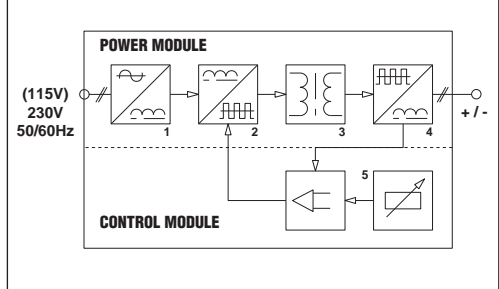 POWER MODULE
(115V)
230V
50/60Hz
1
2
3
4
+ / -
5
CONTROL MODULE